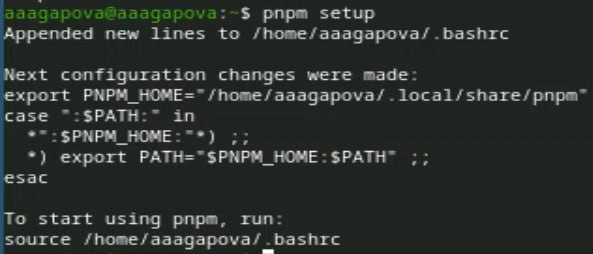 aaagapova@aaagapova:~$ pnpm setup
Appended new lines to /home/aaagapova/.bashrc
Next configuration changes were made:
export PNPM_HOME="/home/aaagapova/.local/share/pnpm"
case ":$PATH:" in
  *":$PNPM_HOME:"*) ;;
  *) export PATH="$PNPM_HOME:$PATH" ;;
esac
To start using pnpm, run:
source /home/aaagapova/.bashrc